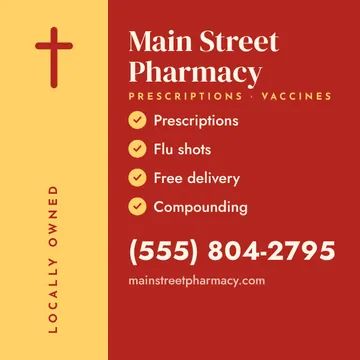 Main Street
Pharmacy
PRESCRIPTIONS · VACCINES
Prescriptions
Flu shots
Free delivery
Compounding
(555) 804-2795
mainstreetpharmacy.com
LOCALLY OWNED